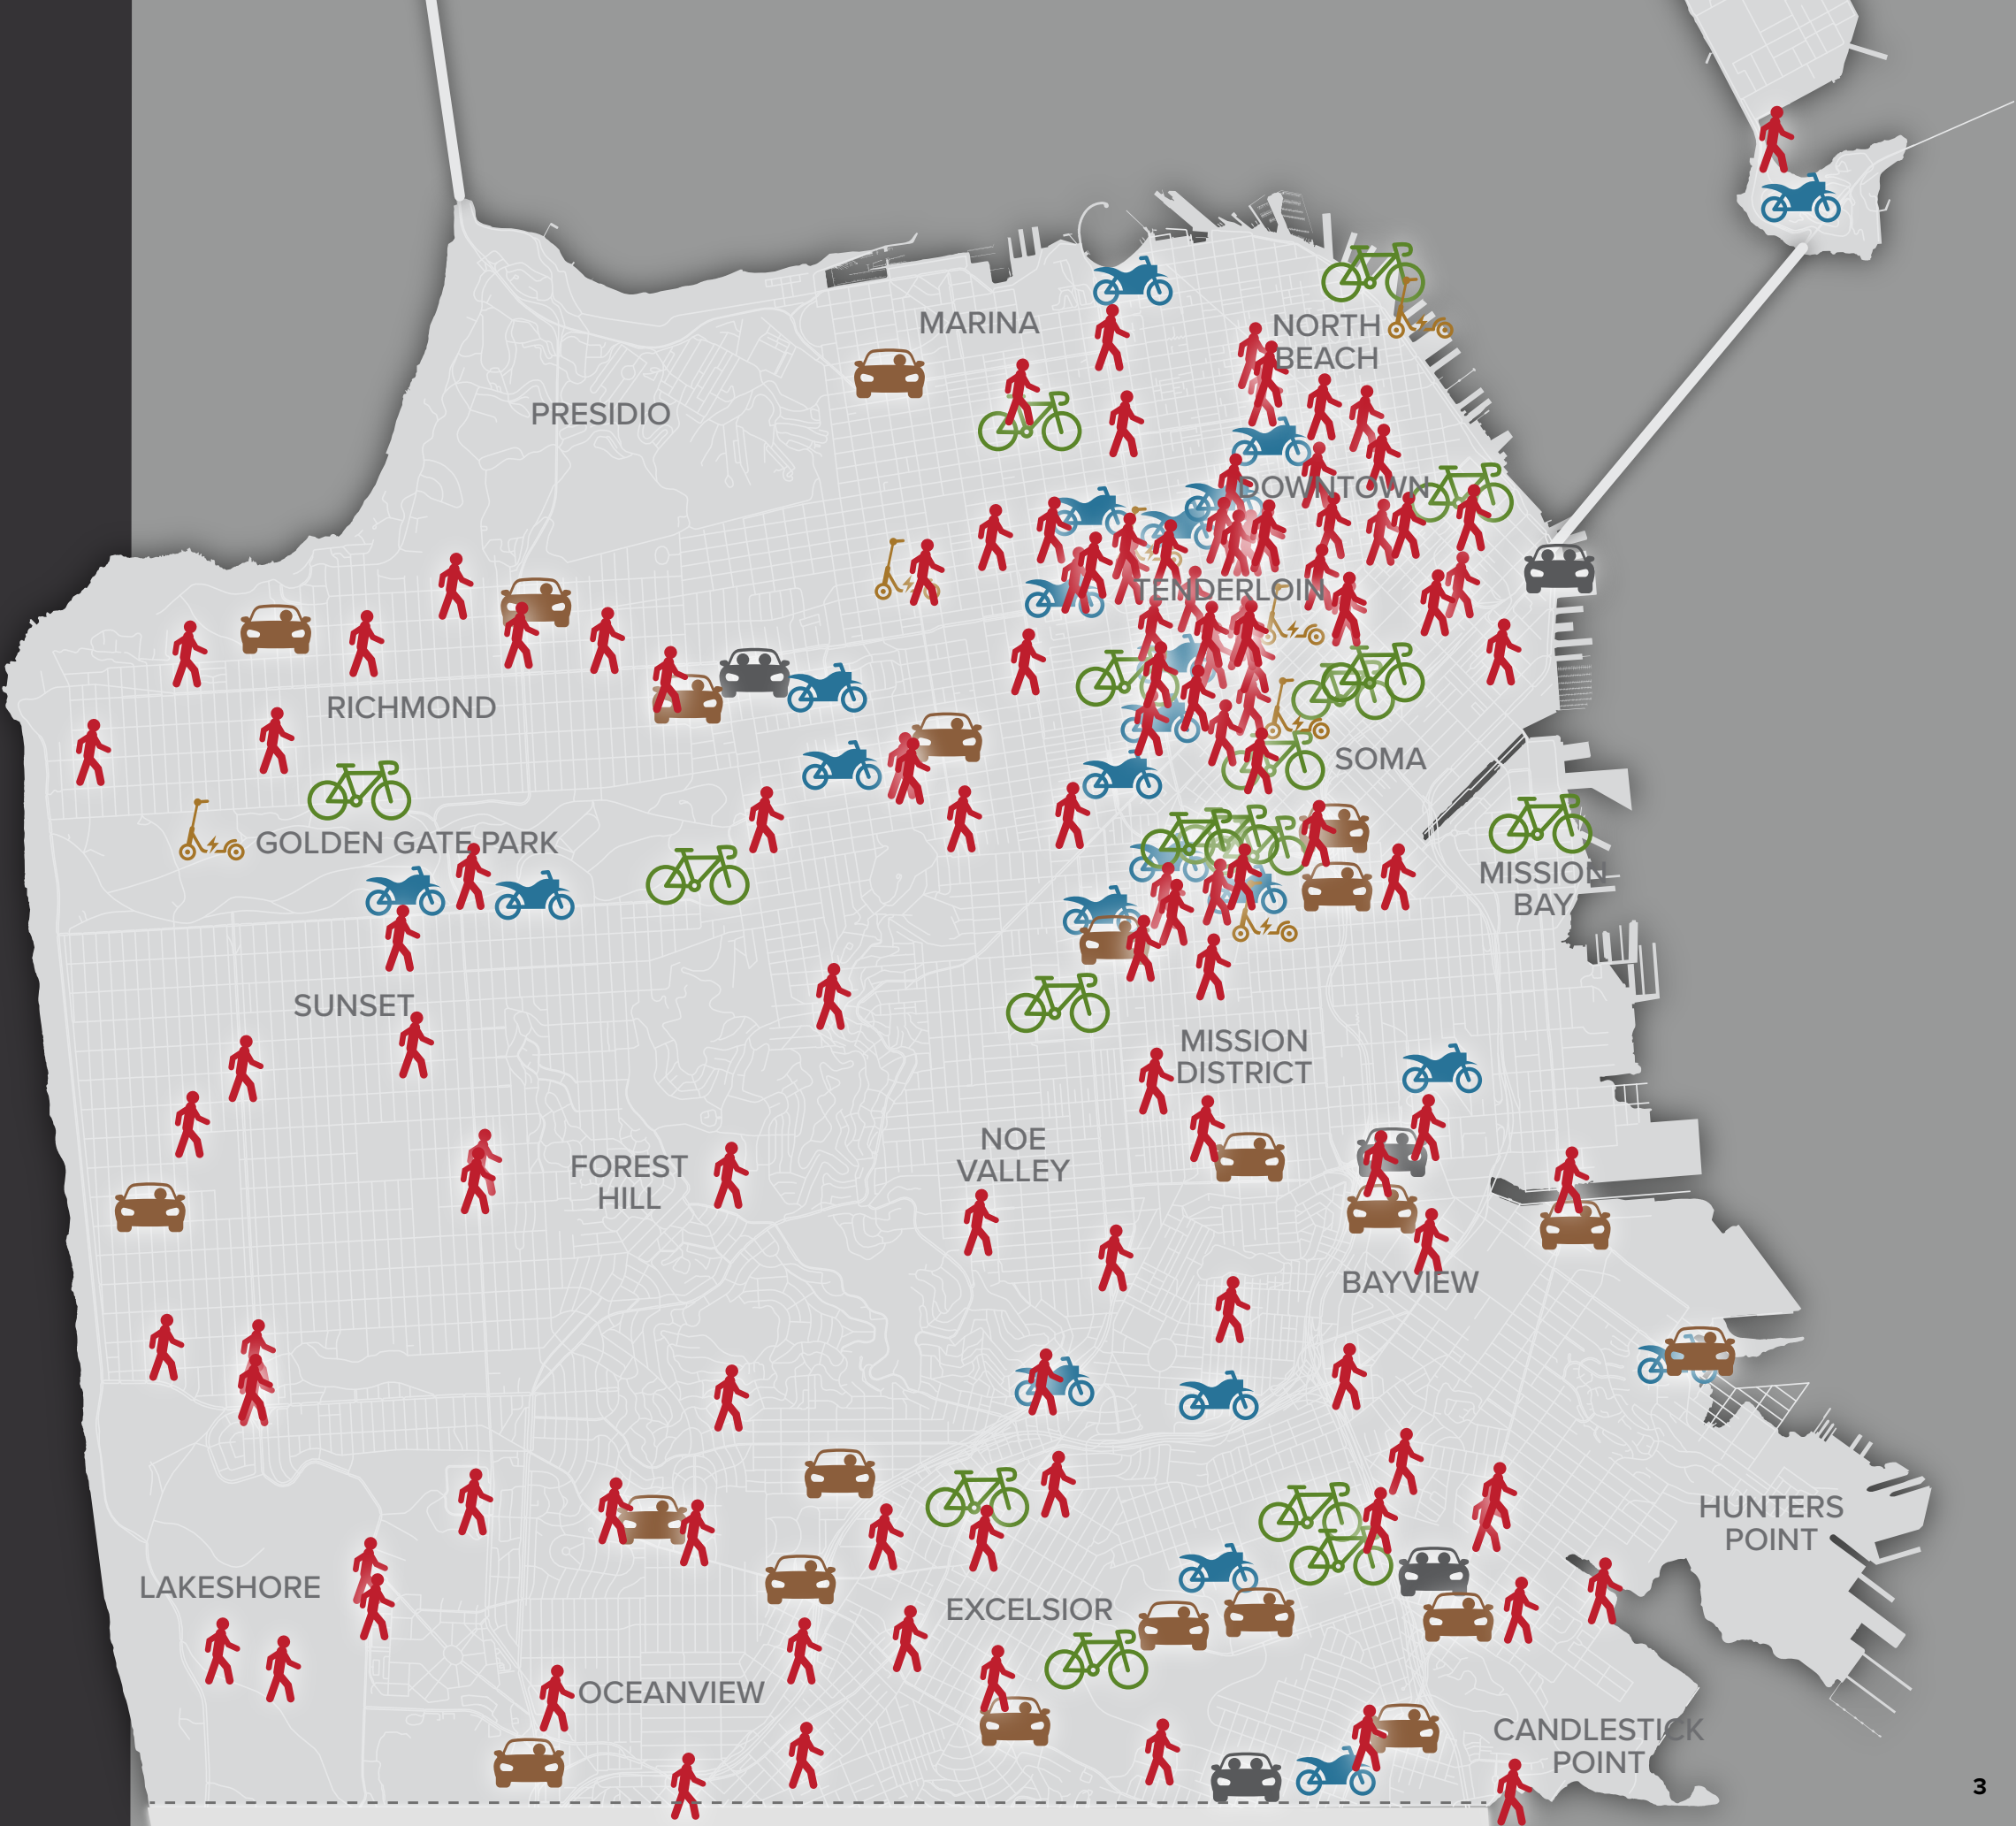 MARINA
NORTH
BEACH
PRESIDIO
DOWNTOWN
TENDERLOIN
RICHMOND
SOMA
GOLDEN GATE PARK
MISSION
BAY
SUNSET
MISSION
DISTRICT
NOE
VALLEY
FOREST
HILL
BAYVIEW
HUNTERS
POINT
LAKESHORE
EXCELSIOR
OCEANVIEW
CANDLESTICK
POINT
3